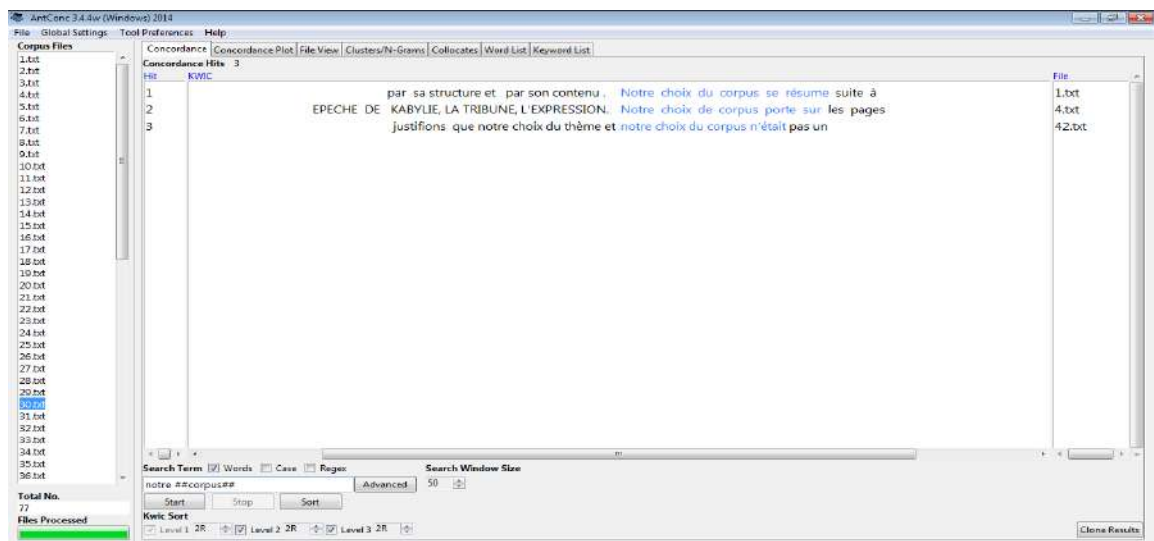 AntConc 3.4.4w (Windows) 2014
File Global Settings Tool Preferences Help
Corpus Files
1.txt
2.txt
3.txt
4.txt
5.txt
6.txt
7.txt
8.txt
9.txt
10.txt
11.txt
12.txt
13.txt
14.txt
15.txt
16.txt
17.txt
18.txt
19.txt
20.txt
21.txt
22.txt
23.txt
24.txt
25.txt
26.txt
27.txt
28.txt
29.txt
30.txt
31.txt
32.txt
33.txt
34.txt
35.txt
36.txt
Total No.
77
Files Processed
Concordance Concordance Plot File View Clusters/N-Grams Collocates Word List Keyword List
Concordance Hits 3
Hit KWIC File
1 par sa structure et par son contenu . Notre choix du corpus se résume suite à 1.txt
2 EPECHE DE KABYLIE, LA TRIBUNE, L'EXPRESSION. Notre choix de corpus porte sur les pages 4.txt
3 justifions que notre choix du thème et notre choix du corpus n'était pas un 42.txt
Search Term Words Case Regex Search Window Size
notre ##corpus## Advanced 50
Start Stop Sort
Kwic Sort
Level 1 2R Level 2 2R Level 3 2R Clone Results